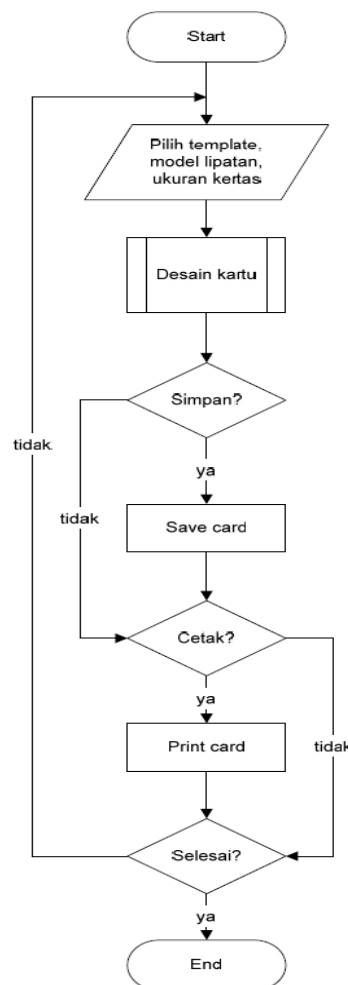 Start
Pilih template,
model lipatan,
ukuran kertas
Desain kartu
Simpan?
tidak
ya
tidak
Save card
Cetak?
ya
Print card
tidak
Selesai?
ya
End